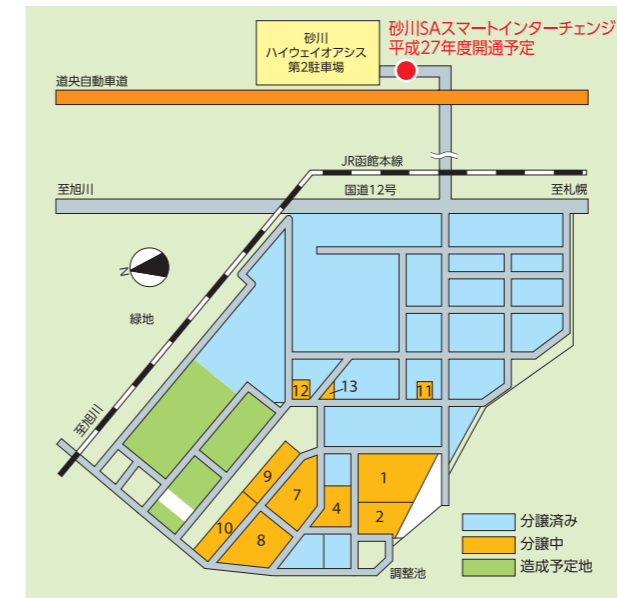 砂川SAスマートインターチェンジ
平成27年度開通予定
砂川
ハイウェイオアシス
第2駐車場
道央自動車道
JR函館本線
至旭川
国道12号
至札幌
N
緑地
12
13
11
至旭川
9
1
7
4
2
10
8
調整池
分譲済み
分譲中
造成予定地